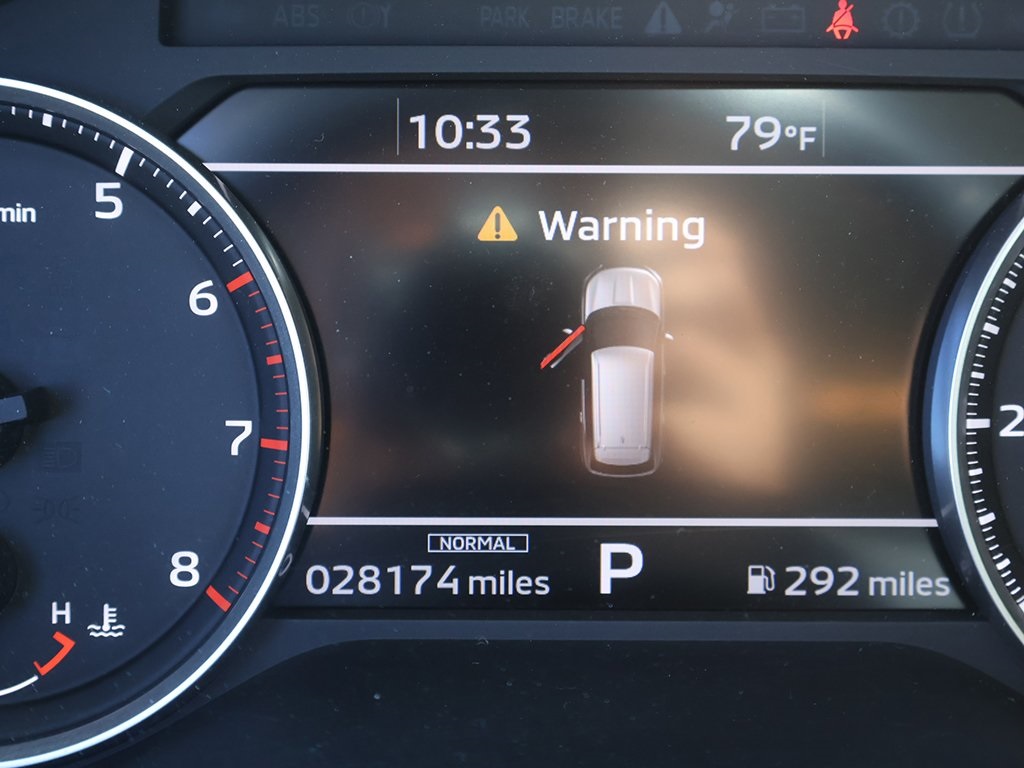 ABS
PARK BRAKE
10:33
79°F
5
min
Warning
6
7
2
8
NORMAL
P
028174 miles
292 miles
H